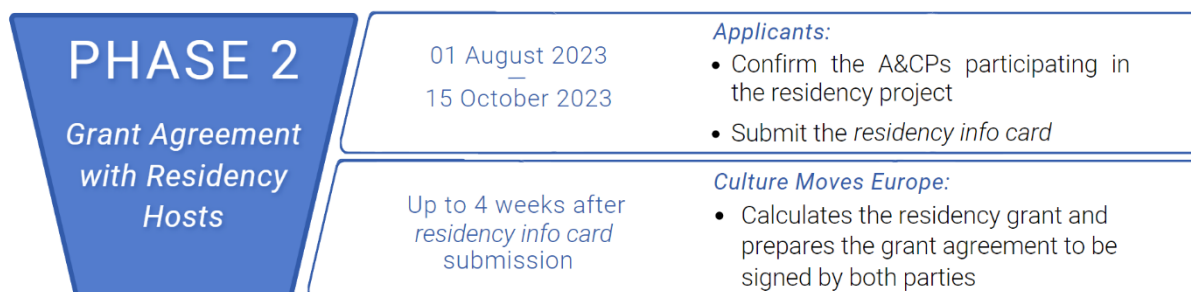 PHASE 2
Grant Agreement
with Residency
Hosts
01 August 2023
—
15 October 2023
Applicants:
• Confirm the A&CPs participating in
the residency project
• Submit the residency info card
Up to 4 weeks after
residency info card
submission
Culture Moves Europe:
• Calculates the residency grant and
prepares the grant agreement to be
signed by both parties